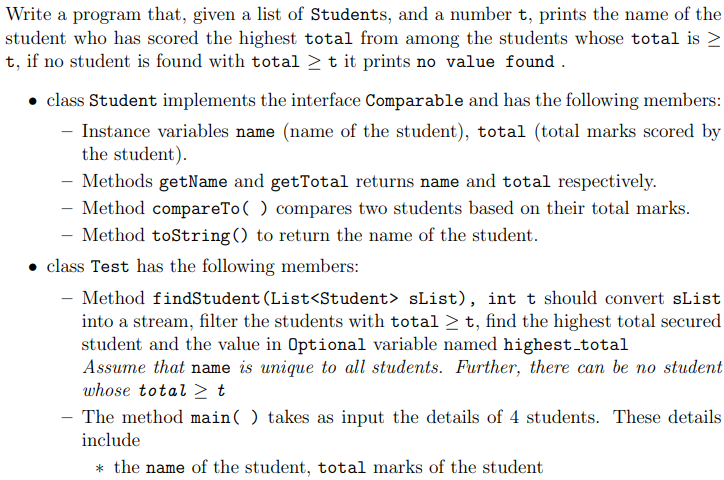 Write a program that, given a list of Students, and a number t, prints the name of the
student who has scored the highest total from among the students whose total is ≥
t, if no student is found with total ≥ t it prints no value found .
• class Student implements the interface Comparable and has the following members:
– Instance variables name (name of the student), total (total marks scored by
the student).
– Methods getName and getTotal returns name and total respectively.
– Method compareTo( ) compares two students based on their total marks.
– Method toString() to return the name of the student.
• class Test has the following members:
– Method findStudent(List<Student> sList), int t should convert sList
into a stream, filter the students with total ≥ t, find the highest total secured
student and the value in Optional variable named highest_total
Assume that name is unique to all students. Further, there can be no student
whose total ≥ t
– The method main( ) takes as input the details of 4 students. These details
include
∗ the name of the student, total marks of the student